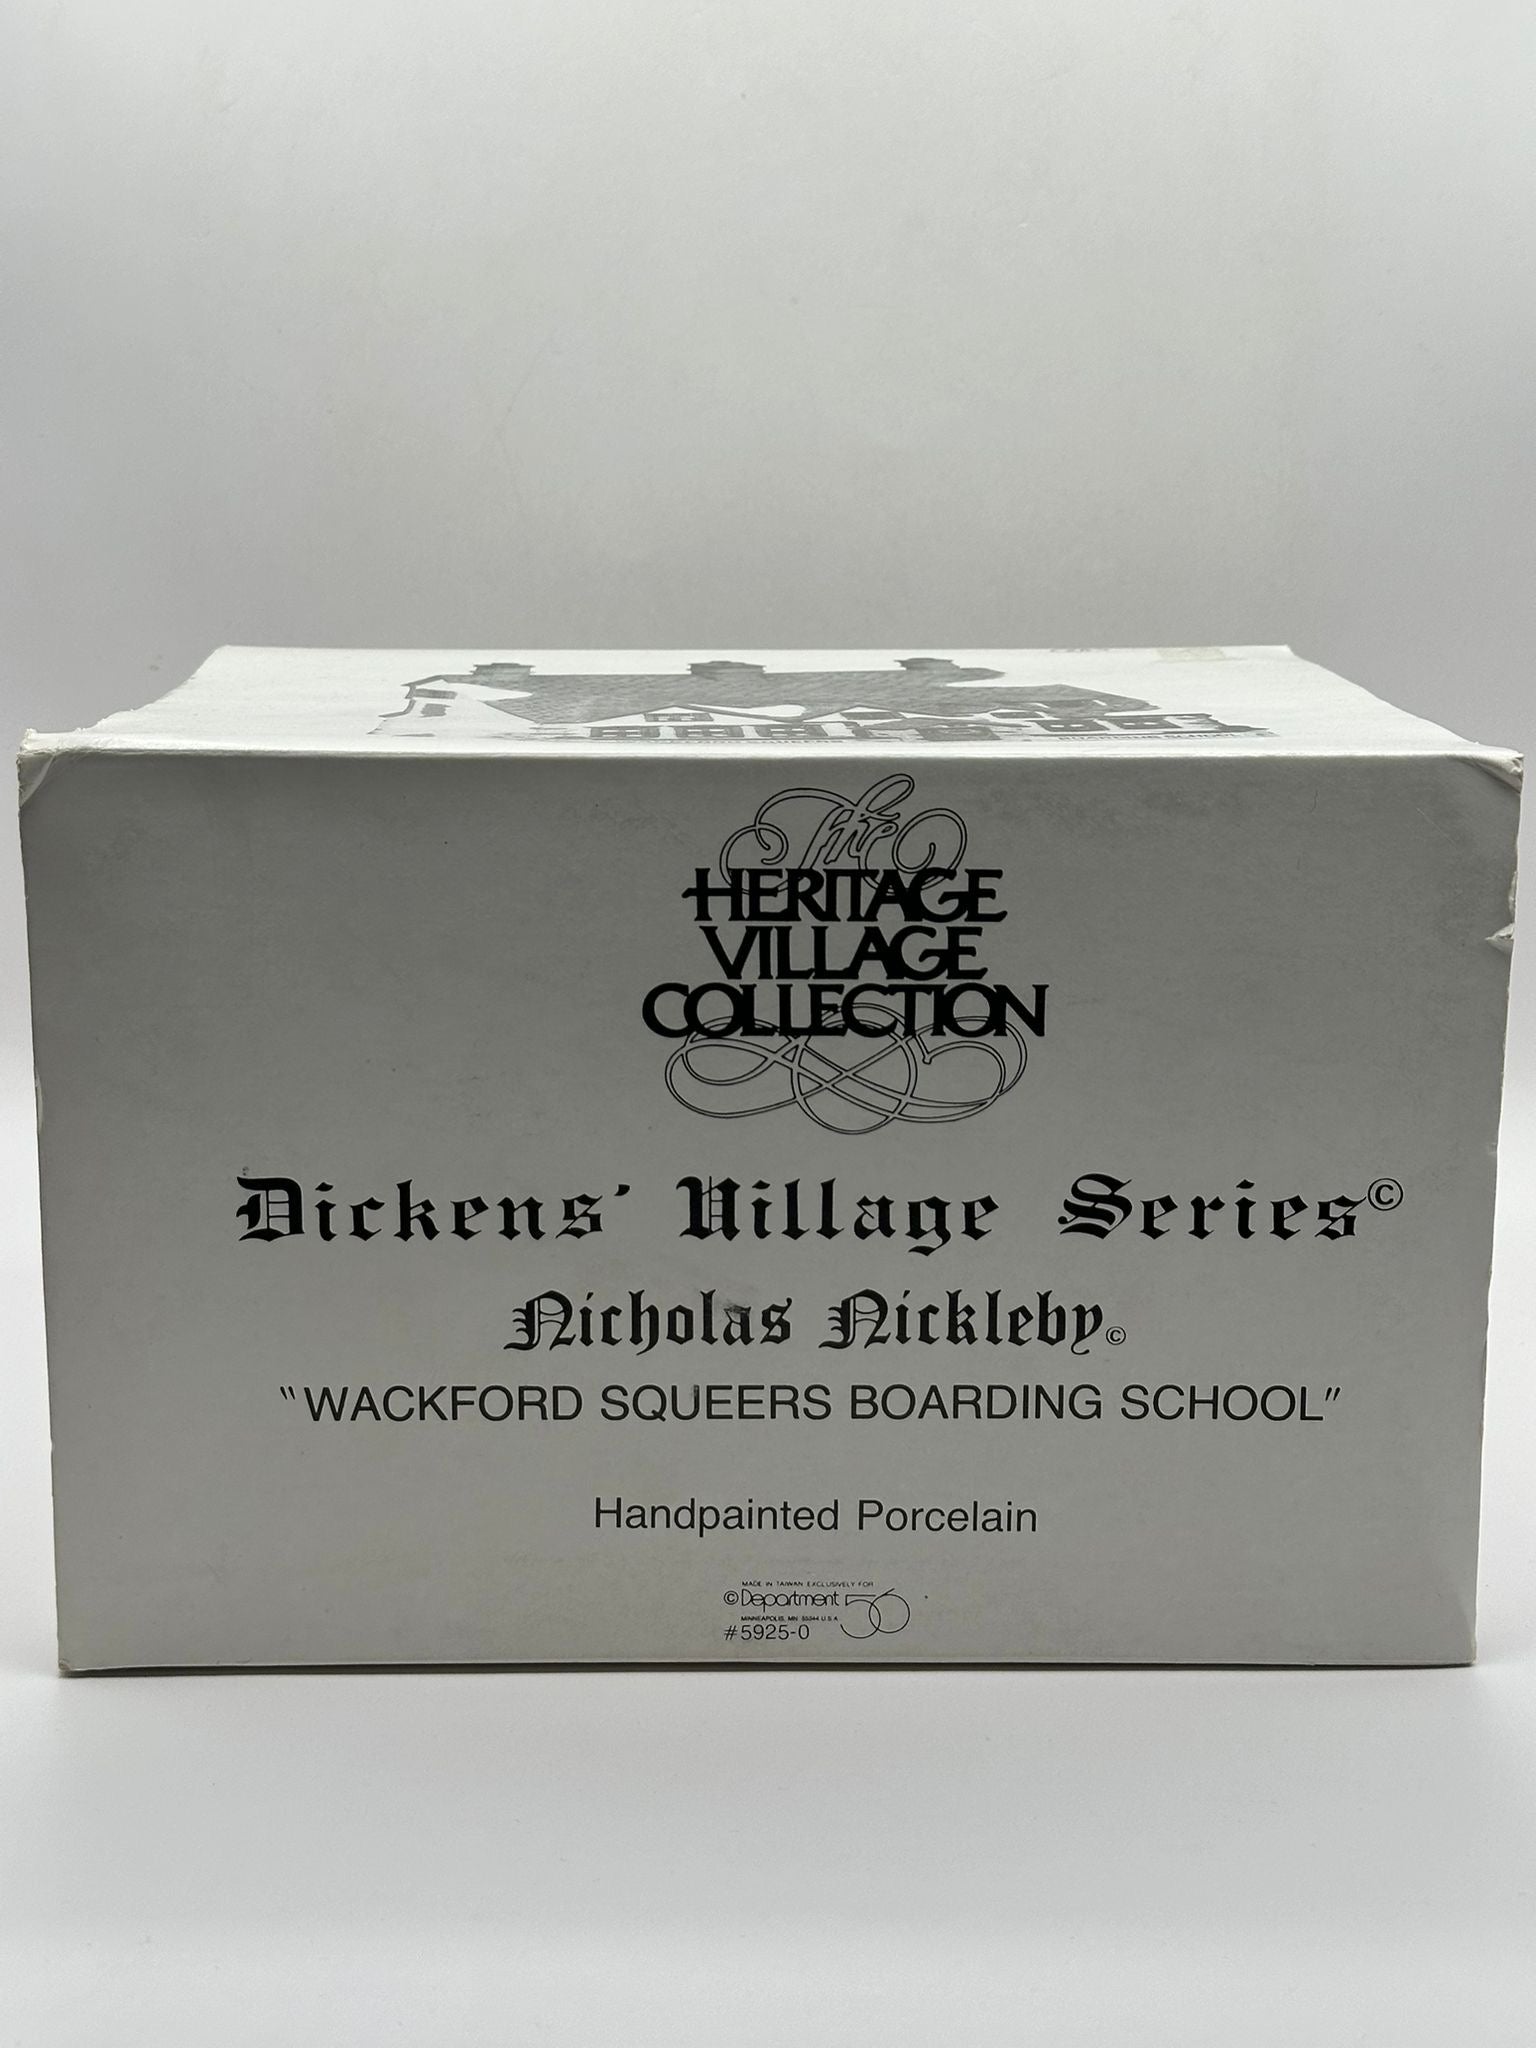 The
HERITAGE
VILLAGE
COLLECTION
Dickens' Village Series©
Nicholas Nickleby©
"WACKFORD SQUEERS BOARDING SCHOOL"
Handpainted Porcelain
MADE IN TAIWAN EXCLUSIVELY FOR
©Department 56
MINNEAPOLIS, MN 55344 U.S.A.
#5925-0